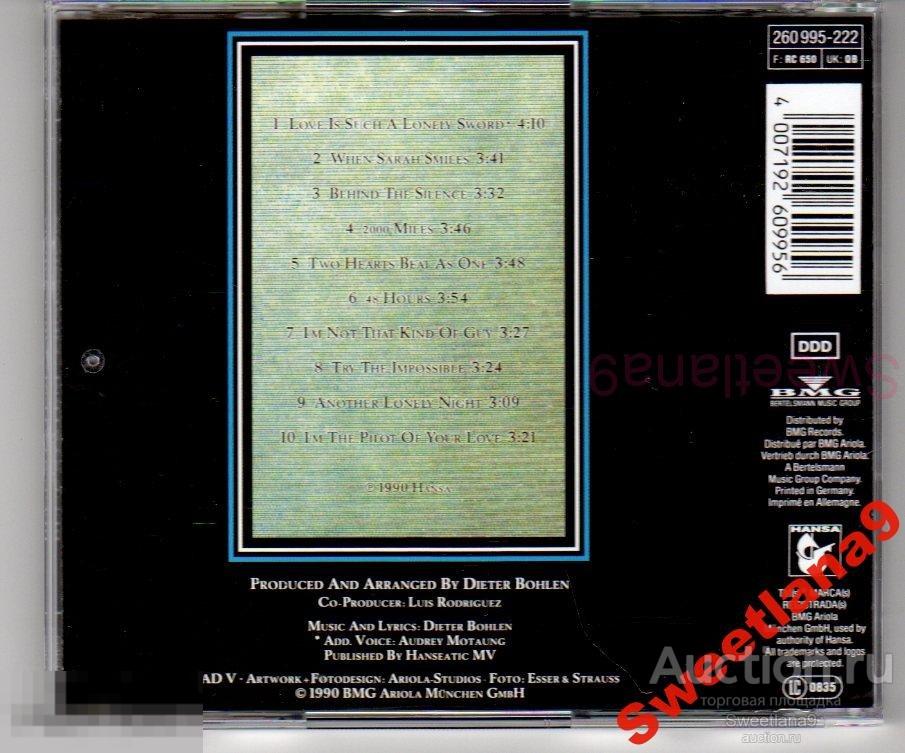 260 995-222
F: RC 650 UK: QB
4 007192 609956
1 LOVE IS SUCH A LONELY SWORD* 4:10
2 WHEN SARAH SMILES 3:41
3 BEHIND THE SILENCE 3:32
4 2000 MILES 3:46
5 TWO HEARTS BEAT AS ONE 3:48
6 48 HOURS 3:54
7 I'M NOT THAT KIND OF GUY 3:27
8 TRY THE IMPOSSIBLE 3:24
9 ANOTHER LONELY NIGHT 3:09
10 I'M THE PILOT OF YOUR LOVE 3:21
℗ 1990 HANSA
PRODUCED AND ARRANGED BY DIETER BOHLEN
CO-PRODUCER: LUIS RODRIGUEZ
MUSIC AND LYRICS: DIETER BOHLEN
* ADD. VOICE: AUDREY MOTAUNG
PUBLISHED BY HANSEATIC MV
AD V · ARTWORK + FOTODESIGN: ARIOLA-STUDIOS · FOTO: ESSER & STRAUSS
© 1990 BMG ARIOLA MÜNCHEN GMBH
DDD
BMG
BERTELSMANN MUSIC GROUP
Distributed by
BMG Records.
Distribué par BMG Ariola.
Vertrieb durch BMG Ariola.
A Bertelsmann
Music Group Company.
Printed in Germany.
Imprimé en Allemagne.
HANSA
MARCA(s)
BMG Ariola
GmbH, used by
authority of Hansa.
All trademarks and logos
are protected.
LC 0835
Sweetlana9
Sweetlana9
Auction.ru
торговая площадка
Sweetlana9
auction.ru